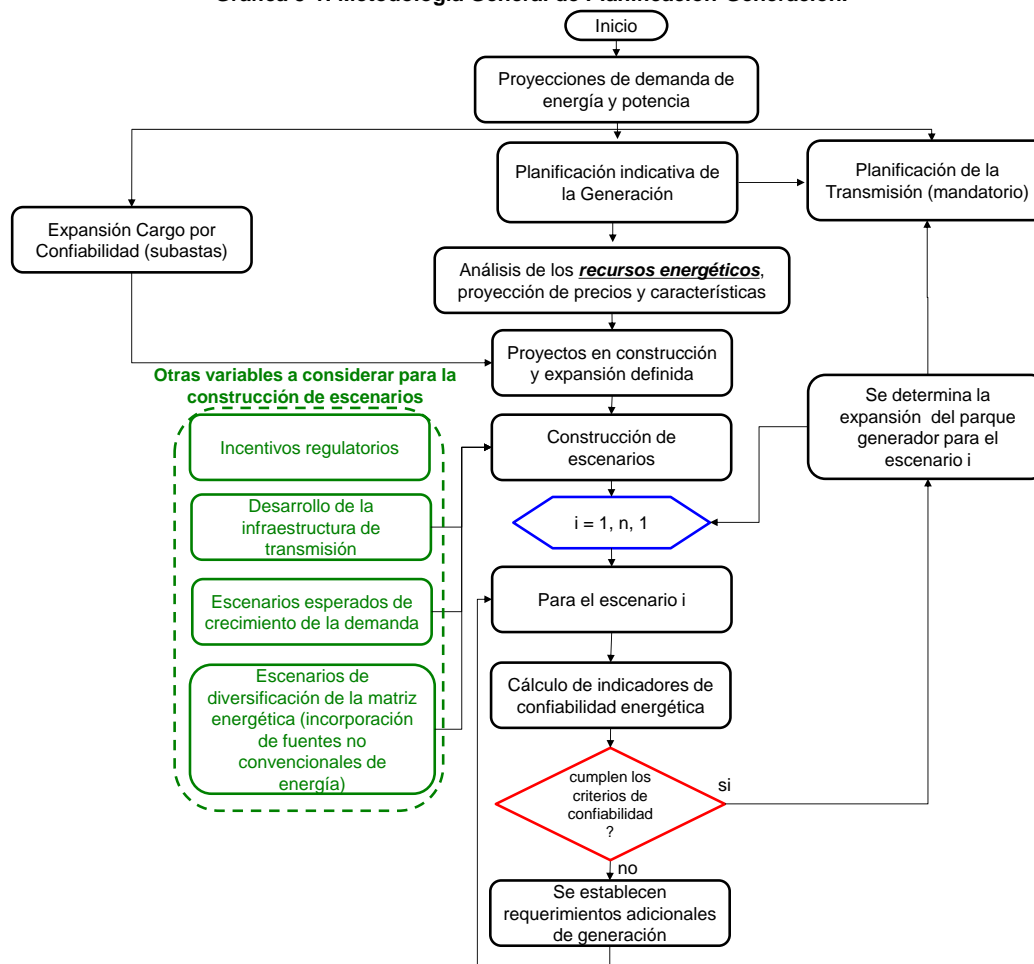 Gráfica 5-1. Metodología General de Planificación-Generación.
Inicio
Proyecciones de demanda de
energía y potencia
Planificación indicativa de
la Generación
Planificación de la
Transmisión (mandatorio)
Expansión Cargo por
Confiabilidad (subastas)
Análisis de los recursos energéticos,
proyección de precios y características
Proyectos en construcción
y expansión definida
Otras variables a considerar para la
construcción de escenarios
Incentivos regulatorios
Desarrollo de la
infraestructura de
transmisión
Escenarios esperados de
crecimiento de la demanda
Escenarios de
diversificación de la matriz
energética (incorporación
de fuentes no
convencionales de
energía)
Construcción de
escenarios
Se determina la
expansión del parque
generador para el
escenario i
i = 1, n, 1
Para el escenario i
Cálculo de indicadores de
confiabilidad energética
cumplen los
criterios de
confiabilidad
?
si
no
Se establecen
requerimientos adicionales
de generación